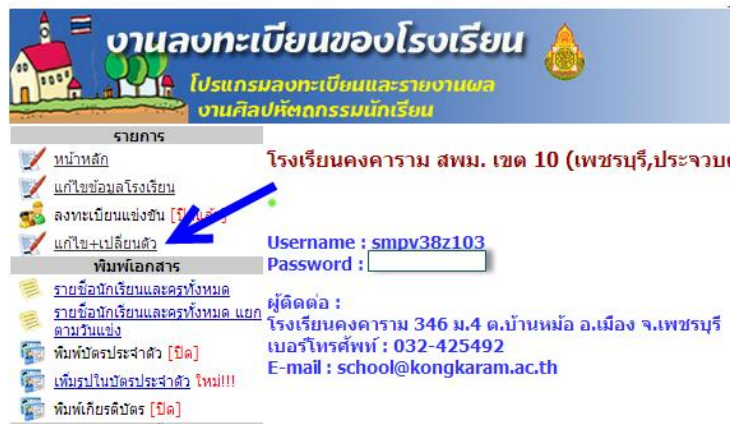 งานลงทะเบียนของโรงเรียน
โปรแกรมลงทะเบียนและรายงานผล
งานศิลปหัตถกรรมนักเรียน
รายการ
หน้าหลัก
แก้ไขข้อมูลโรงเรียน
ลงทะเบียนแข่งขัน
แก้ไข+เปลี่ยนตัว
พิมพ์เอกสาร
รายชื่อนักเรียนและครูทั้งหมด
รายชื่อนักเรียนและครูทั้งหมด แยก
ตามวันแข่ง
พิมพ์บัตรประจำตัว [ปิด]
เพิ่มรูปในบัตรประจำตัว ใหม่!!!
พิมพ์เกียรติบัตร [ปิด]
โรงเรียนคงคาราม สพม. เขต 10 (เพชรบุรี,ประจวบ
Username : smpv38z103
Password :
ผู้ติดต่อ :
โรงเรียนคงคาราม 346 ม.4 ต.บ้านหม้อ อ.เมือง จ.เพชรบุรี
เบอร์โทรศัพท์ : 032-425492
E-mail : school@kongkaram.ac.th